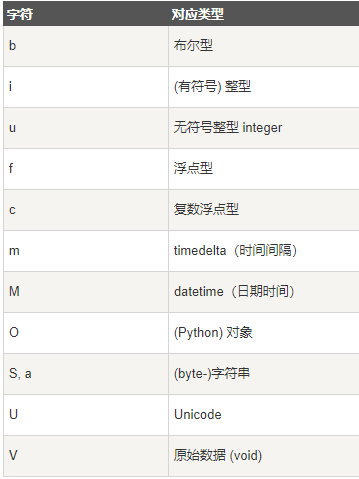 字符 对应类型
b 布尔型
i (有符号) 整型
u 无符号整型 integer
f 浮点型
c 复数浮点型
m timedelta（时间间隔）
M datetime（日期时间）
O (Python) 对象
S, a (byte-)字符串
U Unicode
V 原始数据 (void)